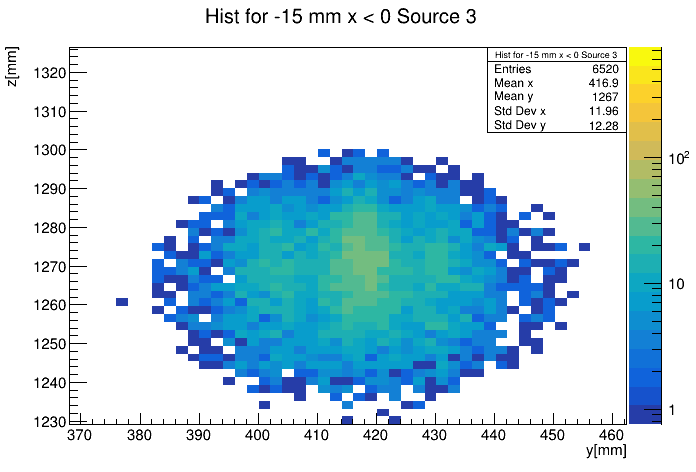 Hist for -15 mm x < 0 Source 3
z[mm]
Hist for -15 mm x < 0 Source 3
Entries 6520
Mean x 416.9
Mean y 1267
Std Dev x 11.96
Std Dev y 12.28
1320
1310
1300
1290
1280
1270
1260
1250
1240
1230
370 380 390 400 410 420 430 440 450 460
y[mm]
10²
10
1